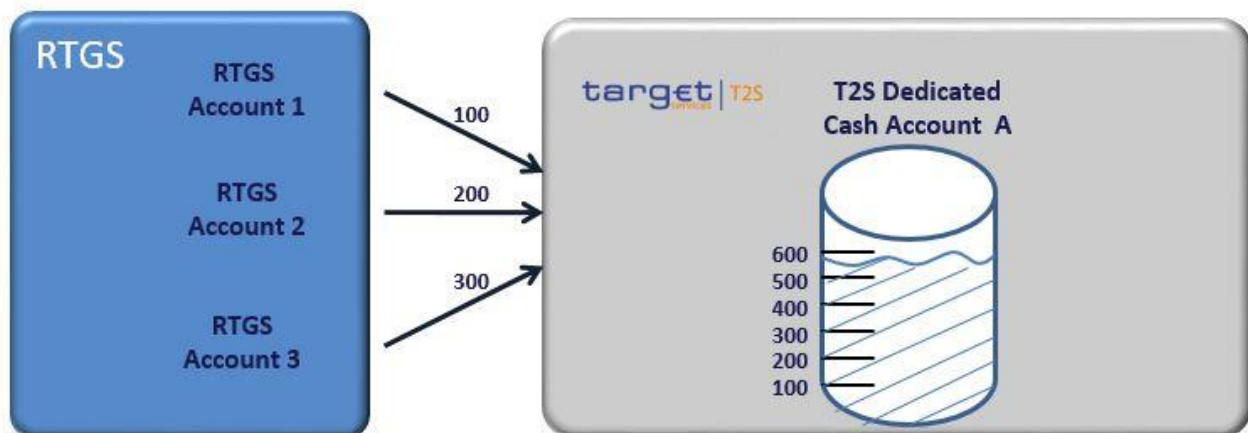 RTGS
RTGS
Account 1
100
RTGS
Account 2
200
RTGS
Account 3
300
target | T2S
services
T2S Dedicated
Cash Account A
600
500
400
300
200
100